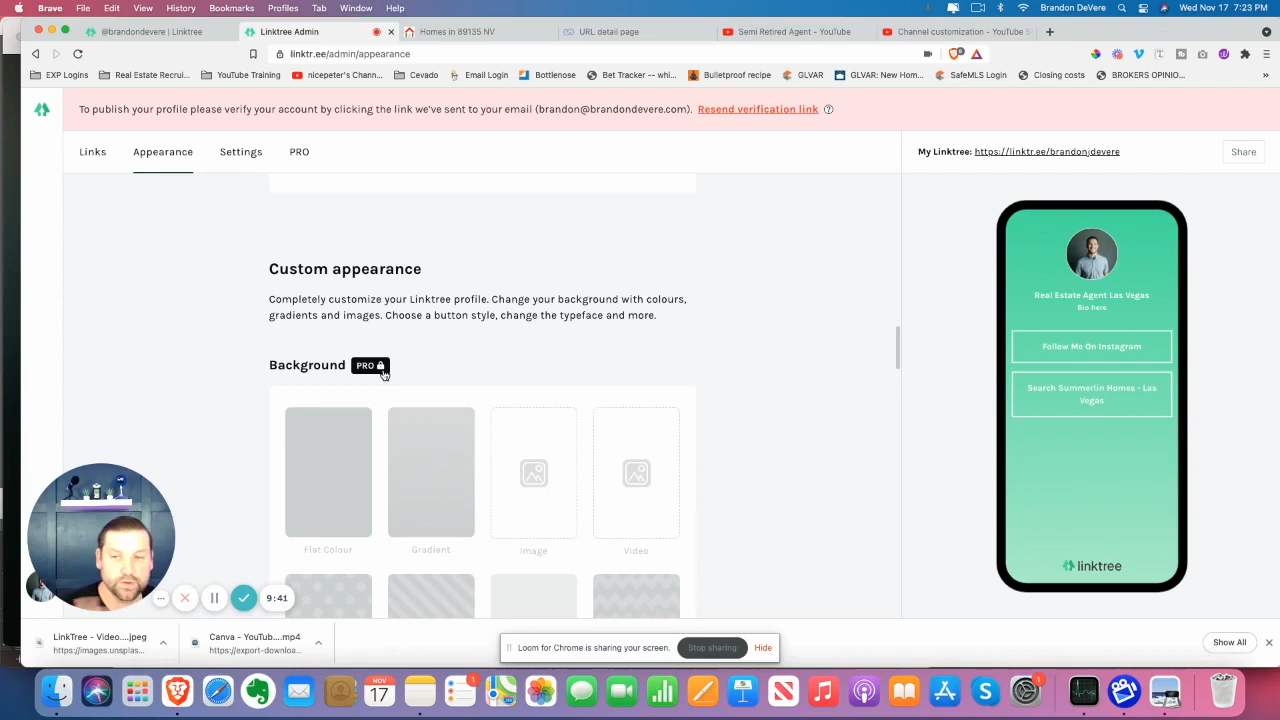 Brave File Edit View History Bookmarks Profiles Tab Window Help
Brandon DeVere Wed Nov 17 7:23 PM
@brandondevere | Linktree
Linktree Admin
Homes in 89135 NV
URL detail page
Semi Retired Agent - YouTube
Channel customization - YouTube S
linktr.ee/admin/appearance
EXP Logins
Real Estate Recrui...
YouTube Training
nicepeter's Chann...
Cevado
Email Login
Bottlenose
Bet Tracker -- whi...
Bulletproof recipe
GLVAR
GLVAR: New Hom...
SafeMLS Login
Closing costs
BROKERS OPINIO...
»
To publish your profile please verify your account by clicking the link we've sent to your email (brandon@brandondevere.com). Resend verification link
Links Appearance Settings PRO
My Linktree: https://linktr.ee/brandonjdevere
Share
Custom appearance
Completely customize your Linktree profile. Change your background with colours,
gradients and images. Choose a button style, change the typeface and more.
Background PRO
Flat Colour
Gradient
Image
Video
Real Estate Agent Las Vegas
Bio here
Follow Me On Instagram
Search Summerlin Homes - Las
Vegas
linktree
9:41
LinkTree - Video....jpeg
https://images.unsplas...
Canva - YouTub....mp4
https://export-downloa...
Loom for Chrome is sharing your screen.
Stop sharing
Hide
Show All
NOV
17
1
1